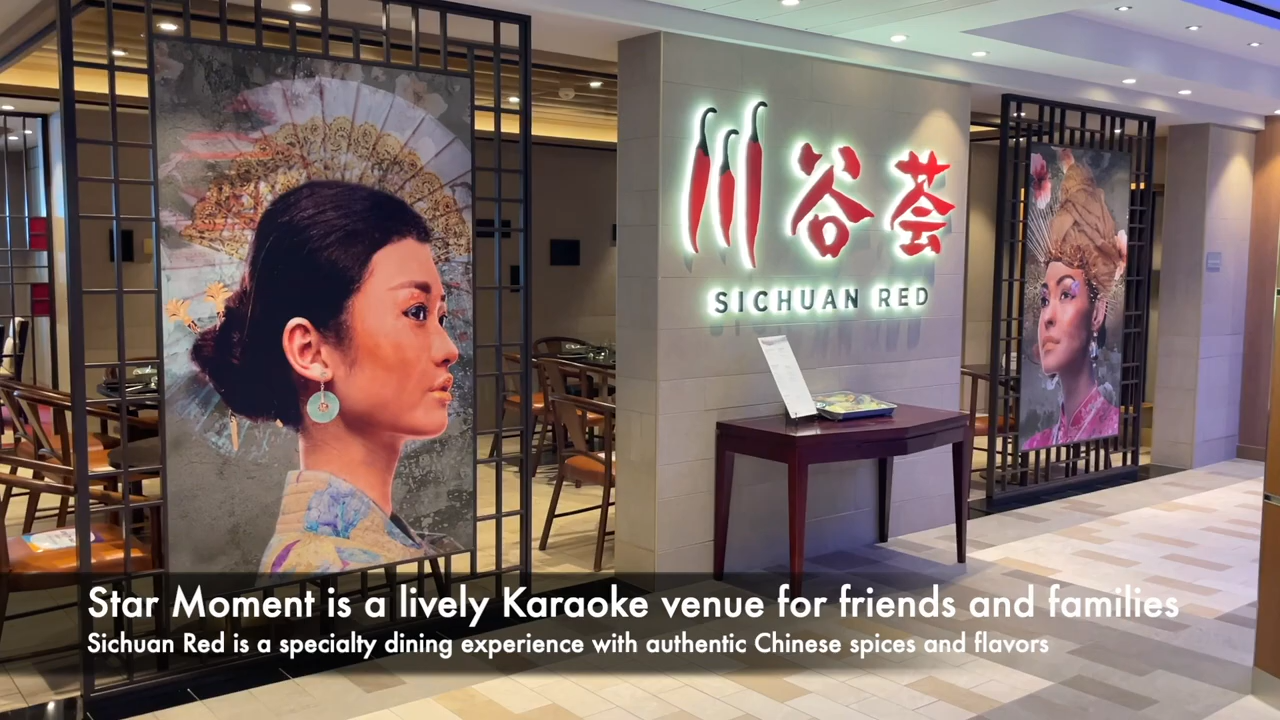 川谷荟
SICHUAN RED
Star Moment is a lively Karaoke venue for friends and families
Sichuan Red is a specialty dining experience with authentic Chinese spices and flavors